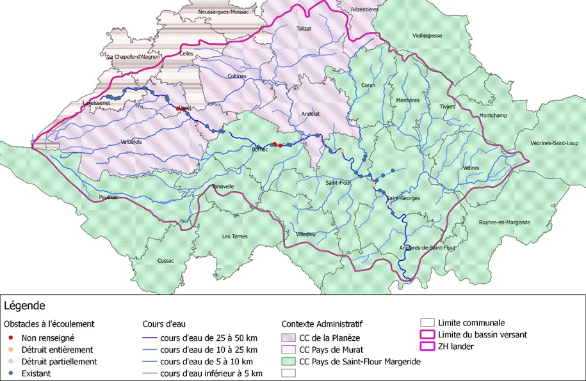 Rézentières
Neussargues-Moissac
Talizat
Vieillespesse
Celles
La Chapelle-d'Alagnon
Coltines
Coren
Laveissenet
Mentières
Tiviers
Andelat
Montchamp
Valuéjols
Védrines-Saint-Loup
Roffiac
Vabres
Saint-Flour
Paulhac
Tanavelle
Saint-Georges
Ruynes-en-Margeride
Les Ternes
Villedieu
Anglards-de-Saint-Flour
Cussac
Légende
Obstacles à l'écoulement
Non renseigné
Détruit entièrement
Détruit partiellement
Existant
Cours d'eau
cours d'eau de 25 à 50 km
cours d'eau de 10 à 25 km
cours d'eau de 5 à 10 km
cours d'eau inférieur à 5 km
Contexte Administratif
CC de la Planèze
CC Pays de Murat
CC Pays de Saint-Flour Margeride
Limite communale
Limite du bassin versant
ZH lander